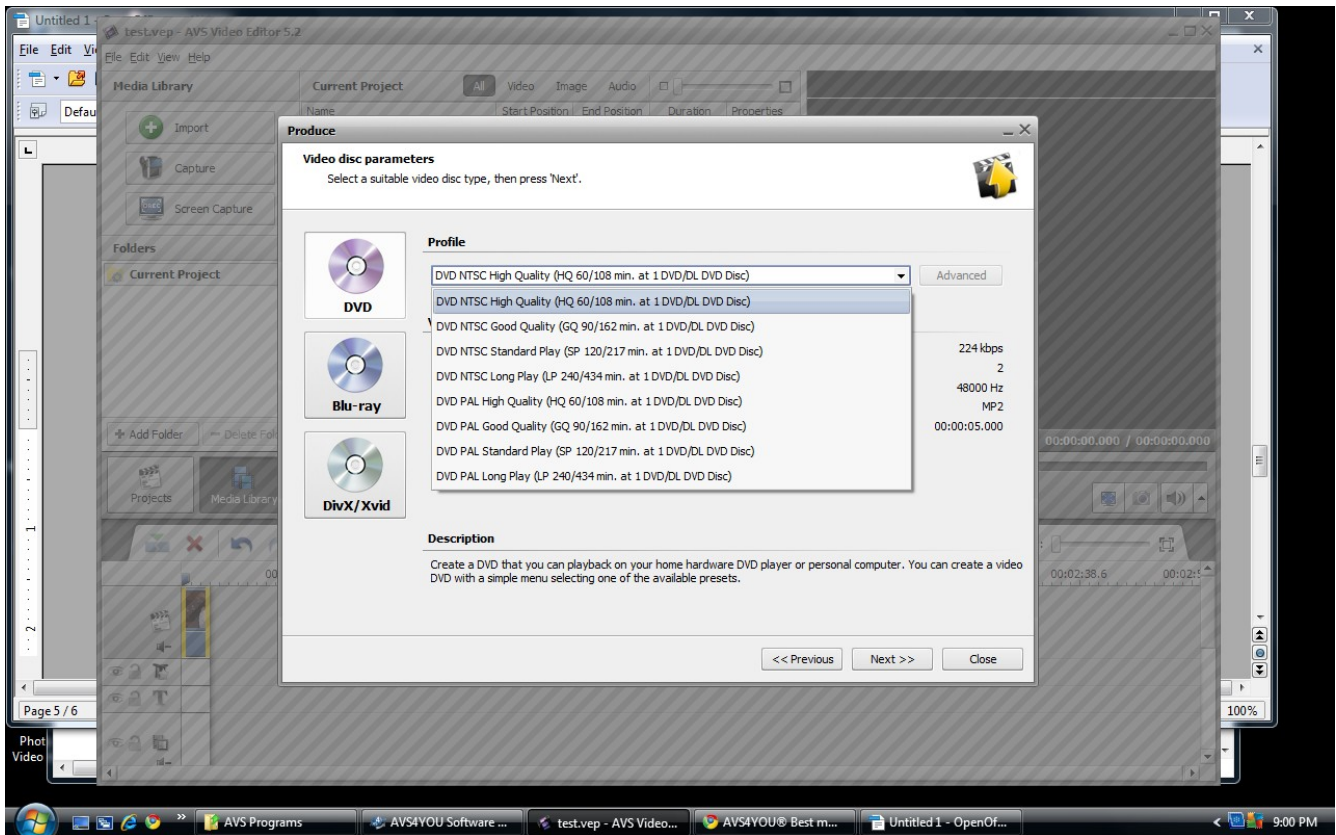 Untitled 1 -
test.vep - AVS Video Editor 5.2
File Edit Vi
File Edit View Help
Media Library
Current Project
All Video Image Audio
Defau
Name Start Position End Position Duration Properties
Import
Capture
Screen Capture
Folders
Current Project
+ Add Folder
Projects
Media Library
Produce
Video disc parameters
Select a suitable video disc type, then press 'Next'.
DVD
Blu-ray
DivX/Xvid
Profile
DVD NTSC High Quality (HQ 60/108 min. at 1 DVD/DL DVD Disc)
Advanced
DVD NTSC High Quality (HQ 60/108 min. at 1 DVD/DL DVD Disc)
DVD NTSC Good Quality (GQ 90/162 min. at 1 DVD/DL DVD Disc)
DVD NTSC Standard Play (SP 120/217 min. at 1 DVD/DL DVD Disc)
DVD NTSC Long Play (LP 240/434 min. at 1 DVD/DL DVD Disc)
DVD PAL High Quality (HQ 60/108 min. at 1 DVD/DL DVD Disc)
DVD PAL Good Quality (GQ 90/162 min. at 1 DVD/DL DVD Disc)
DVD PAL Standard Play (SP 120/217 min. at 1 DVD/DL DVD Disc)
DVD PAL Long Play (LP 240/434 min. at 1 DVD/DL DVD Disc)
224 kbps
2
48000 Hz
MP2
00:00:05.000
Description
Create a DVD that you can playback on your home hardware DVD player or personal computer. You can create a video
DVD with a simple menu selecting one of the available presets.
<< Previous Next >> Close
00:00:00.000 / 00:00:00.000
00:02:38.6
Page 5 / 6
100%
Phot
Video
AVS Programs
AVS4YOU Software ...
test.vep - AVS Video...
AVS4YOU® Best m...
Untitled 1 - OpenOf...
9:00 PM